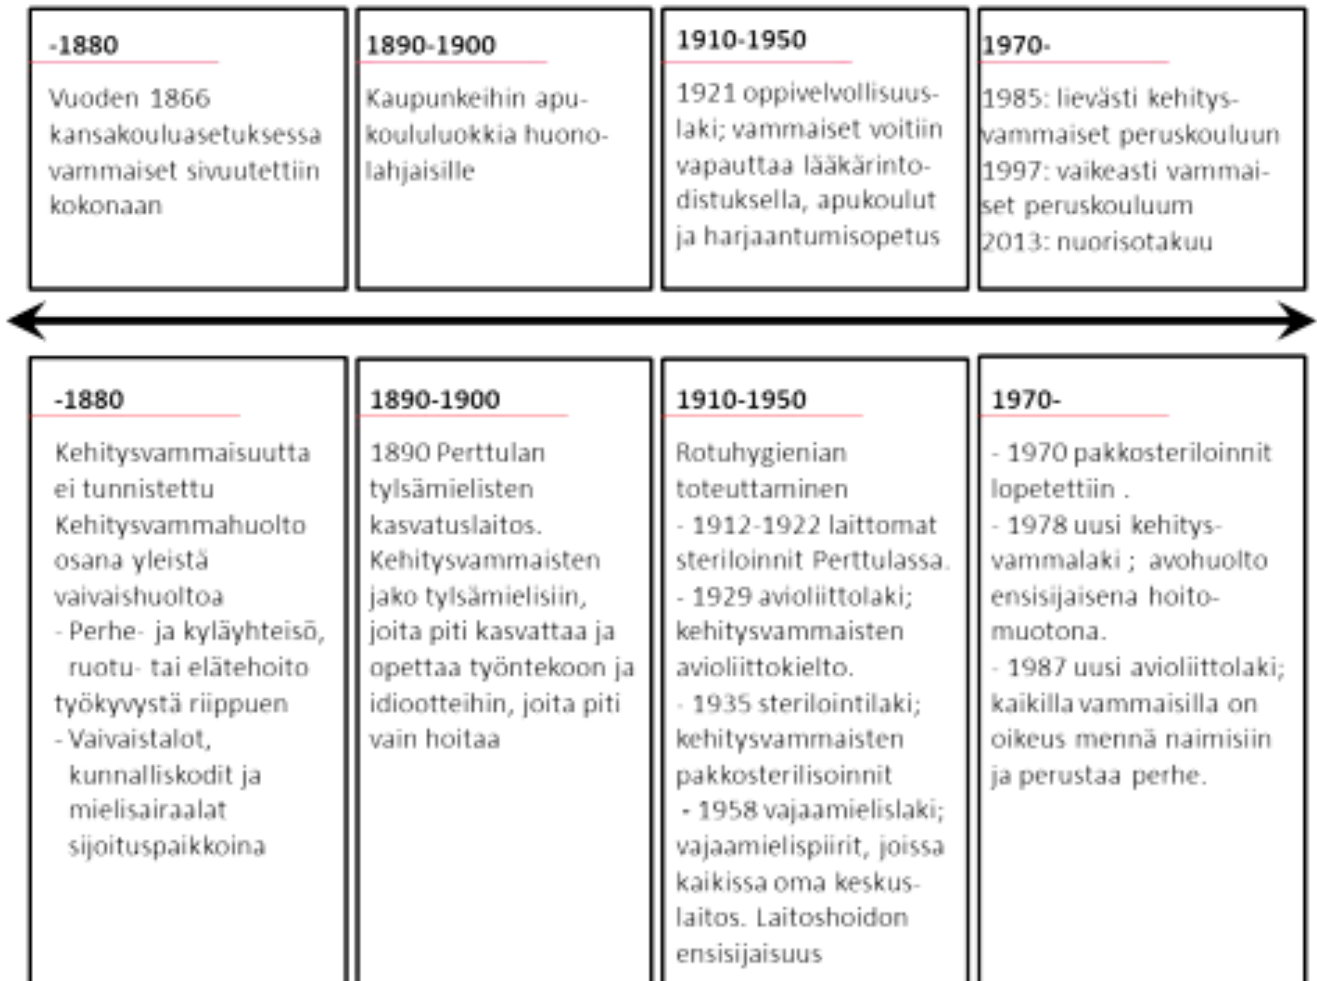 -1880
Vuoden 1866
kansakouluasetuksessa
vammaiset sivuutettiin
kokonaan
1890-1900
Kaupunkeihin apu-
koululuokkia huono-
lahjaisille
1910-1950
1921 oppivelvollisuus-
laki; vammaiset voitiin
vapauttaa lääkärinto-
distuksella, apukoulut
ja harjaantumisopetus
1970-
1985: lievästi kehitys-
vammaiset peruskouluun
1997: vaikeasti vammai-
set peruskouluum
2013: nuorisotakuu
-1880
Kehitysvammaisuutta
ei tunnistettu
Kehitysvammahuolto
osana yleistä
vaivaishuoltoa
- Perhe- ja kyläyhteisö,
ruotu- tai elätehoito
työkyvystä riippuen
- Vaivaistalot,
kunnalliskodit ja
mielisairaalat
sijoituspaikkoina
1890-1900
1890 Perttulan
tylsämielisten
kasvatuslaitos.
Kehitysvammaisten
jako tylsämielisiin,
joita piti kasvattaa ja
opettaa työntekoon ja
idiootteihin, joita piti
vain hoitaa
1910-1950
Rotuhygienian
toteuttaminen
- 1912-1922 laittomat
steriloinnit Perttulassa.
- 1929 avioliittolaki;
kehitysvammaisten
avioliittokielto.
- 1935 sterilointilaki;
kehitysvammaisten
pakkosterilisoinnit
- 1958 vajaamielislaki;
vajaamielispiirit, joissa
kaikissa oma keskus-
laitos. Laitoshoidon
ensisijaisuus
1970-
- 1970 pakkosteriloinnit
lopetettiin .
- 1978 uusi kehitys-
vammalaki ; avohuolto
ensisijaisena hoito-
muotona.
- 1987 uusi avioliittolaki;
kaikilla vammaisilla on
oikeus mennä naimisiin
ja perustaa perhe.